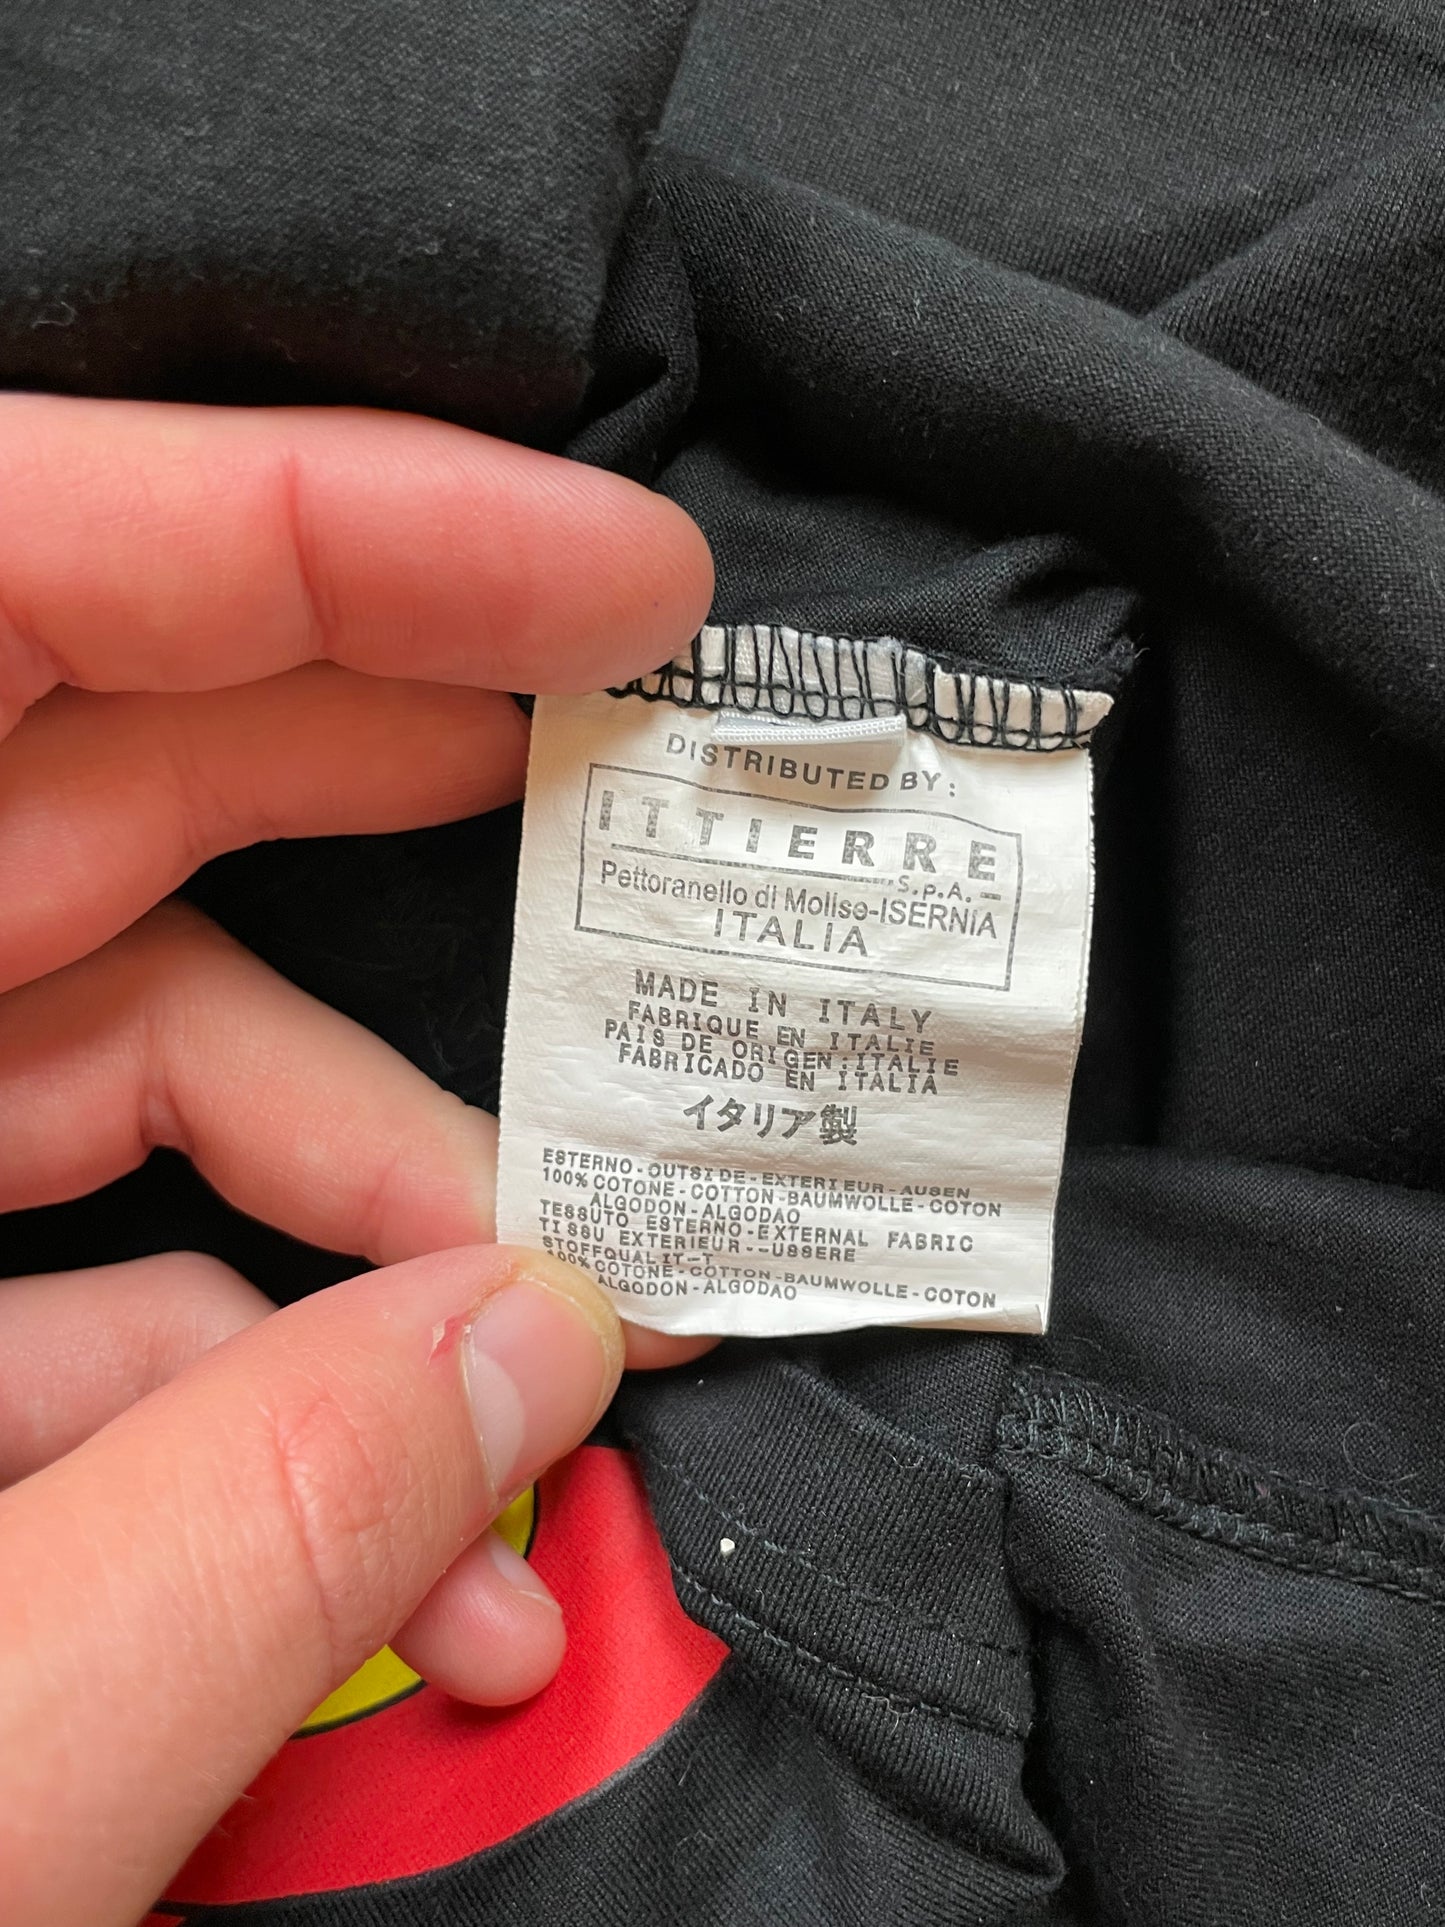 DISTRIBUTED BY:
ITTIERRE
S.p.A.
Pettoranello di Molise-ISERNIA
ITALIA
MADE IN ITALY
FABRIQUE EN ITALIE
PAIS DE ORIGEN:ITALIE
FABRICADO EN ITALIA
イタリア製
ESTERNO-OUTSIDE-EXTERIEUR-AUSEN
100% COTONE-COTTON-BAUMWOLLE-COTON
ALGODON-ALGODAO
TESSUTO ESTERNO-EXTERNAL FABRIC
TISSU EXTERIEUR--USSERE
STOFFQUALIT-T
100% COTONE-COTTON-BAUMWOLLE-COTON
ALGODON-ALGODAO